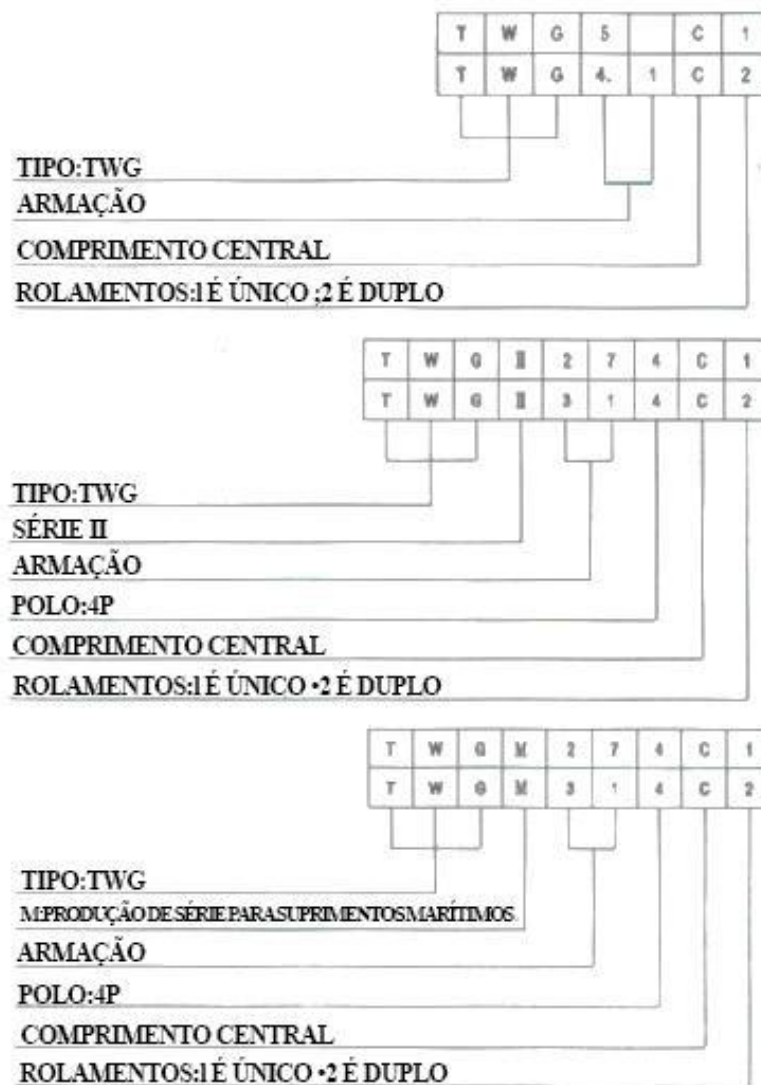 T W G 5 C 1
T W G 4. 1 C 2
TIPO:TWG
ARMAÇÃO
COMPRIMENTO CENTRAL
ROLAMENTOS:1 É ÚNICO ;2 É DUPLO
T W G II 2 7 4 C 1
T W G II 3 1 4 C 2
TIPO:TWG
SÉRIE II
ARMAÇÃO
POLO:4P
COMPRIMENTO CENTRAL
ROLAMENTOS:1 É ÚNICO •2 É DUPLO
T W G M 2 7 4 C 1
T W G M 3 1 4 C 2
TIPO:TWG
M:PRODUÇÃO DE SÉRIE PARA SUPRIMENTOS MARÍTIMOS
ARMAÇÃO
POLO:4P
COMPRIMENTO CENTRAL
ROLAMENTOS:1 É ÚNICO •2 É DUPLO